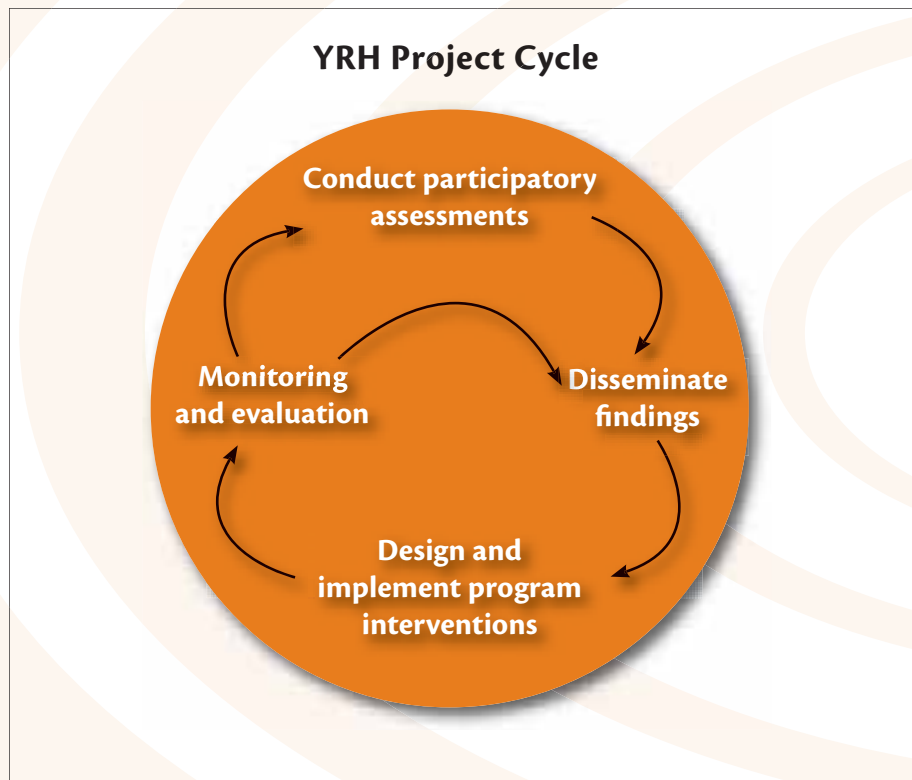 YRH Project Cycle
Conduct participatory
assessments
Monitoring
and evaluation
Disseminate
findings
Design and
implement program
interventions